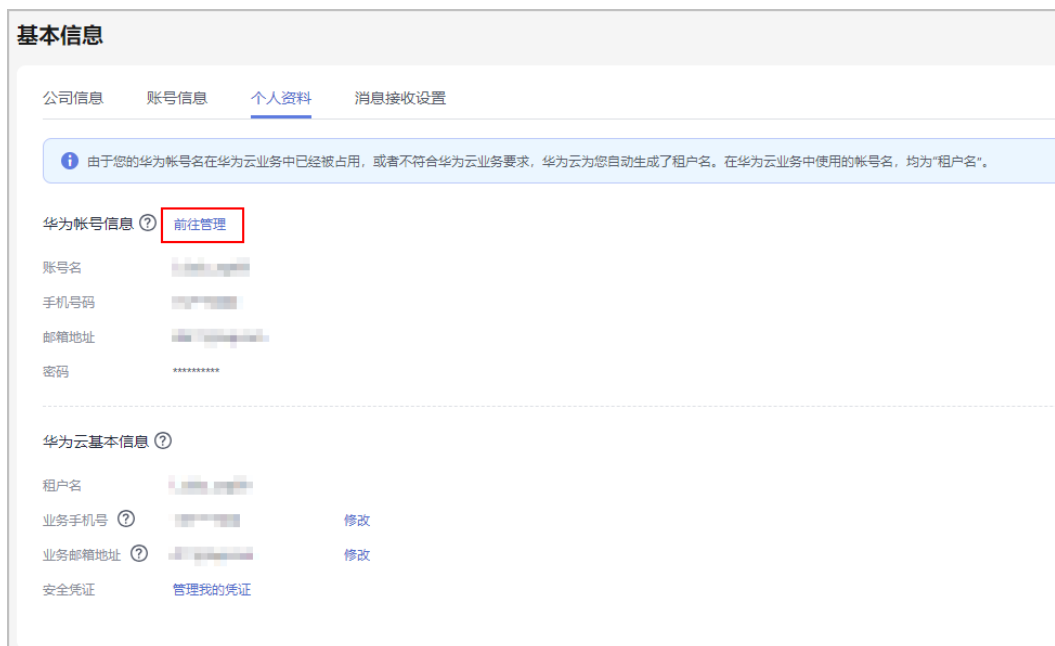 基本信息
公司信息 账号信息 个人资料 消息接收设置
由于您的华为帐号名在华为云业务中已经被占用，或者不符合华为云业务要求，华为云为您自动生成了租户名。在华为云业务中使用的帐号名，均为"租户名"。
华为帐号信息 ? 前往管理
账号名
手机号码
邮箱地址
密码 **********
华为云基本信息 ?
租户名
业务手机号 ? 修改
业务邮箱地址 ? 修改
安全凭证 管理我的凭证